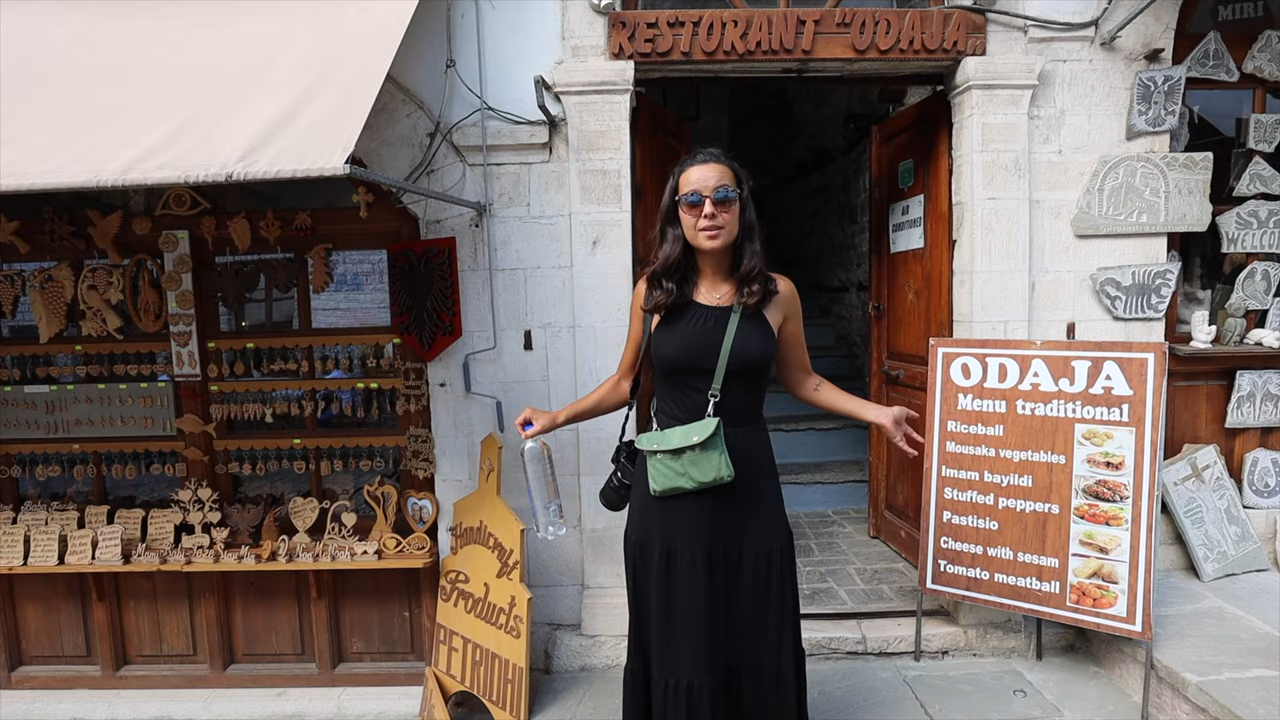 RESTORANT "ODAJA"
MIRI
AIR
CONDITIONED
WELCO
ODAJA
Menu traditional
Riceball
Mousaka vegetables
Imam bayildi
Stuffed peppers
Pastisio
Cheese with sesam
Tomato meatball
Handicraft
Products
PETRIDHI